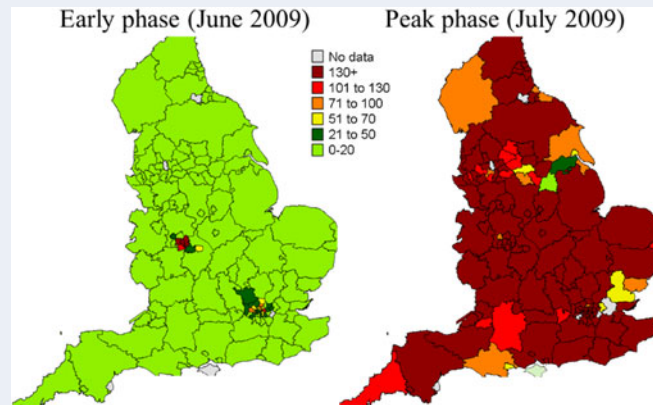 Early phase (June 2009)
Peak phase (July 2009)
No data
130+
101 to 130
71 to 100
51 to 70
21 to 50
0-20